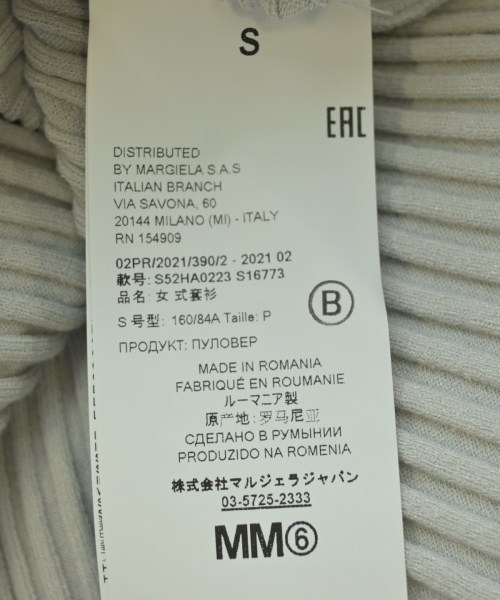 S
EAC
DISTRIBUTED
BY MARGIELA S.A.S
ITALIAN BRANCH
VIA SAVONA, 60
20144 MILANO (MI) - ITALY
RN 154909
02PR/2021/390/2 - 2021 02
款号: S52HA0223 S16773
品名: 女 式套衫
B
S 号型: 160/84A Taille: P
ПРОДУКТ: ПУЛОВЕР
MADE IN ROMANIA
FABRIQUÉ EN ROUMANIE
ルーマニア製
原产地: 罗马尼亚
СДЕЛАНО В РУМЫНИИ
PRODUZIDO NA ROMENIA
株式会社マルジェラジャパン
03-5725-2333
MM⑥